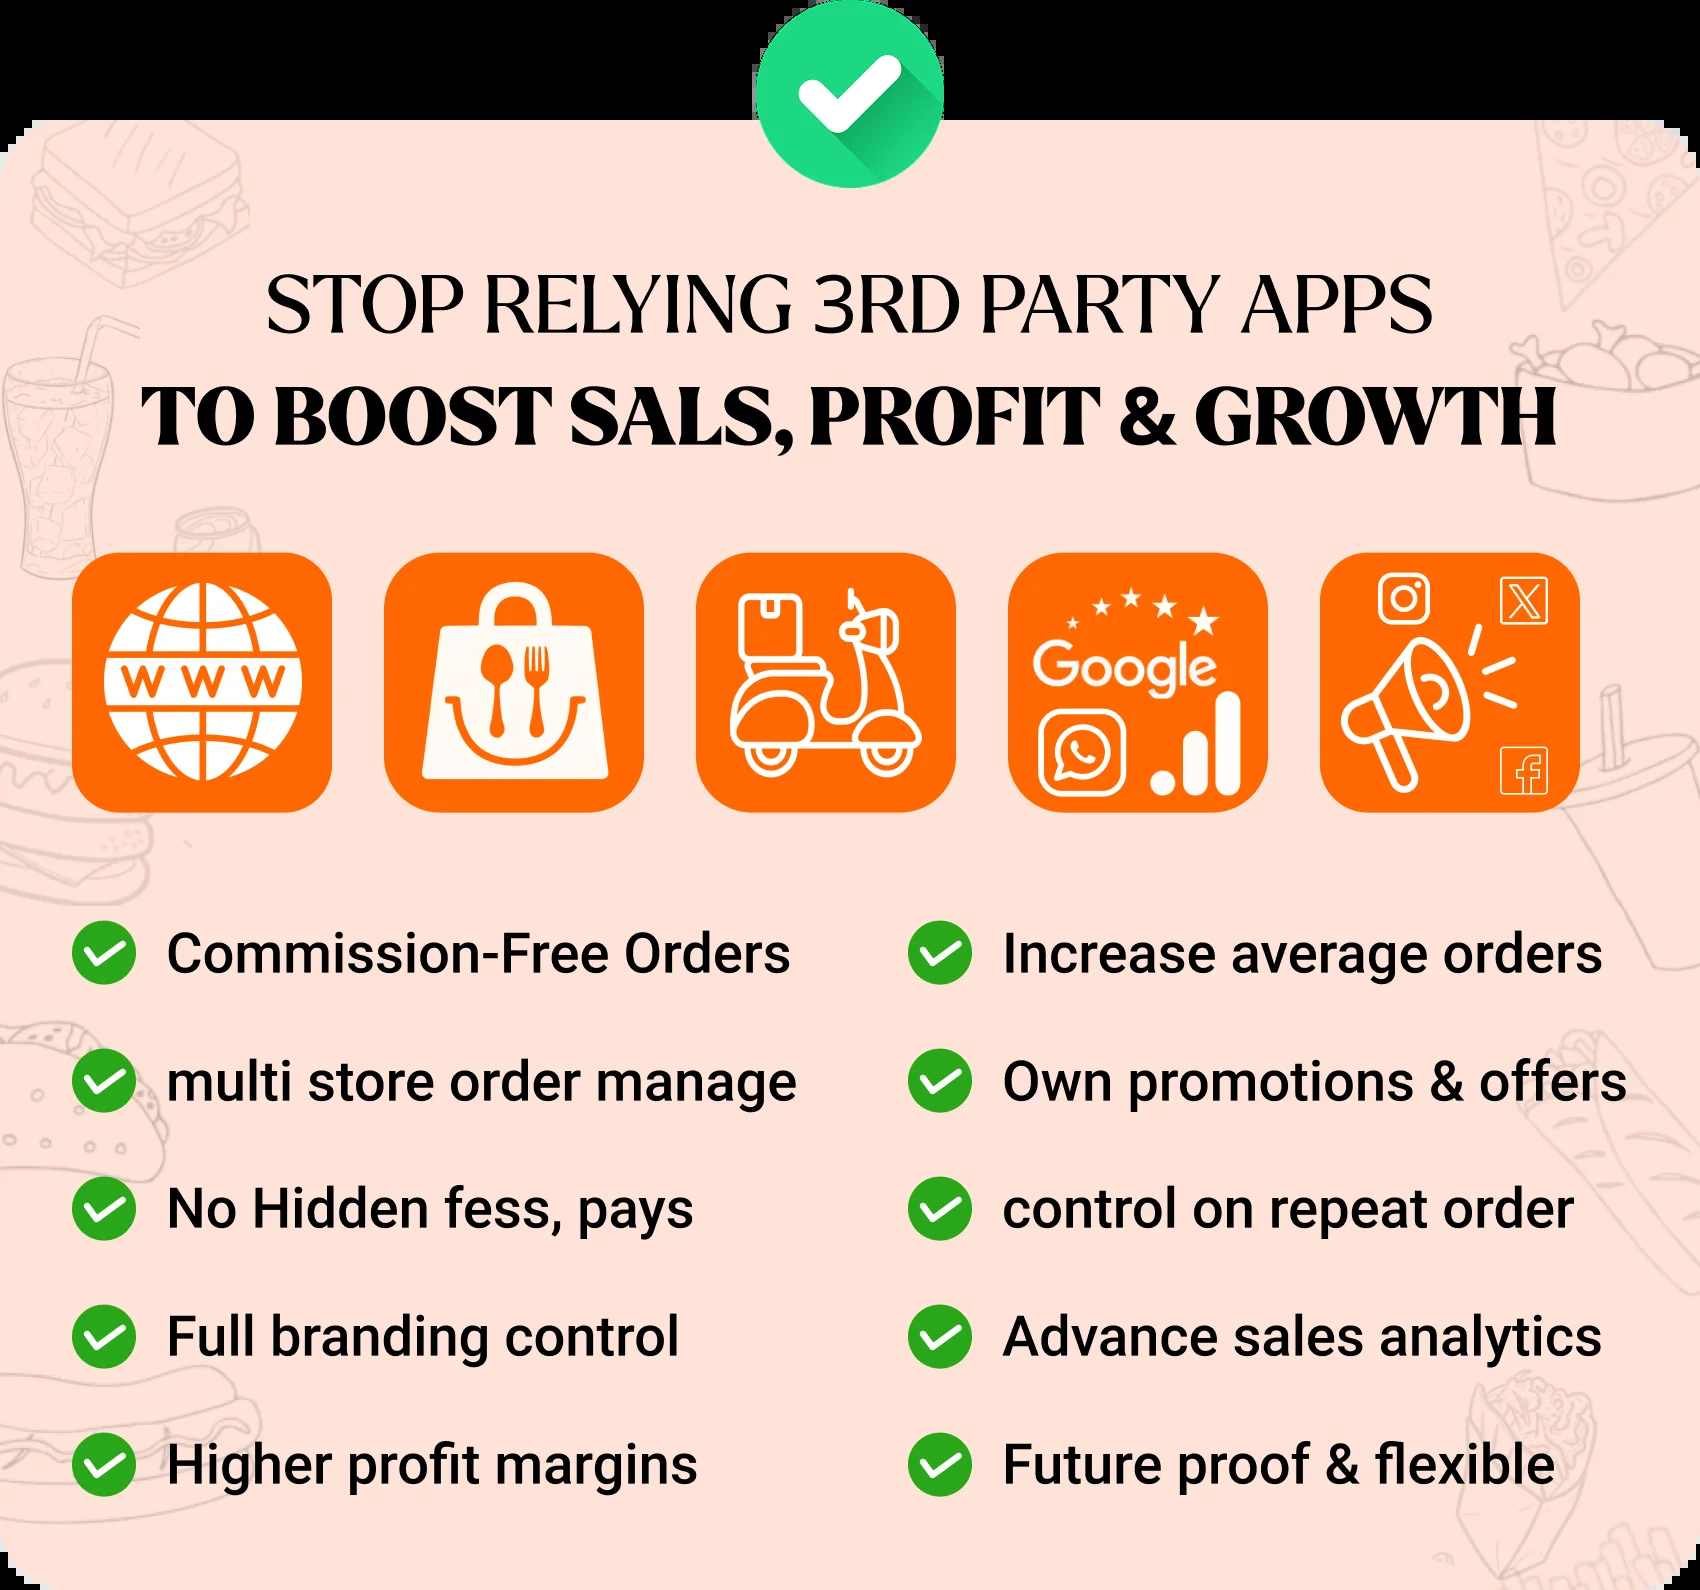 STOP RELYING 3RD PARTY APPS
TO BOOST SALS, PROFIT & GROWTH
WWW
Google
Commission-Free Orders
Increase average orders
multi store order manage
Own promotions & offers
No Hidden fess, pays
control on repeat order
Full branding control
Advance sales analytics
Higher profit margins
Future proof & flexible